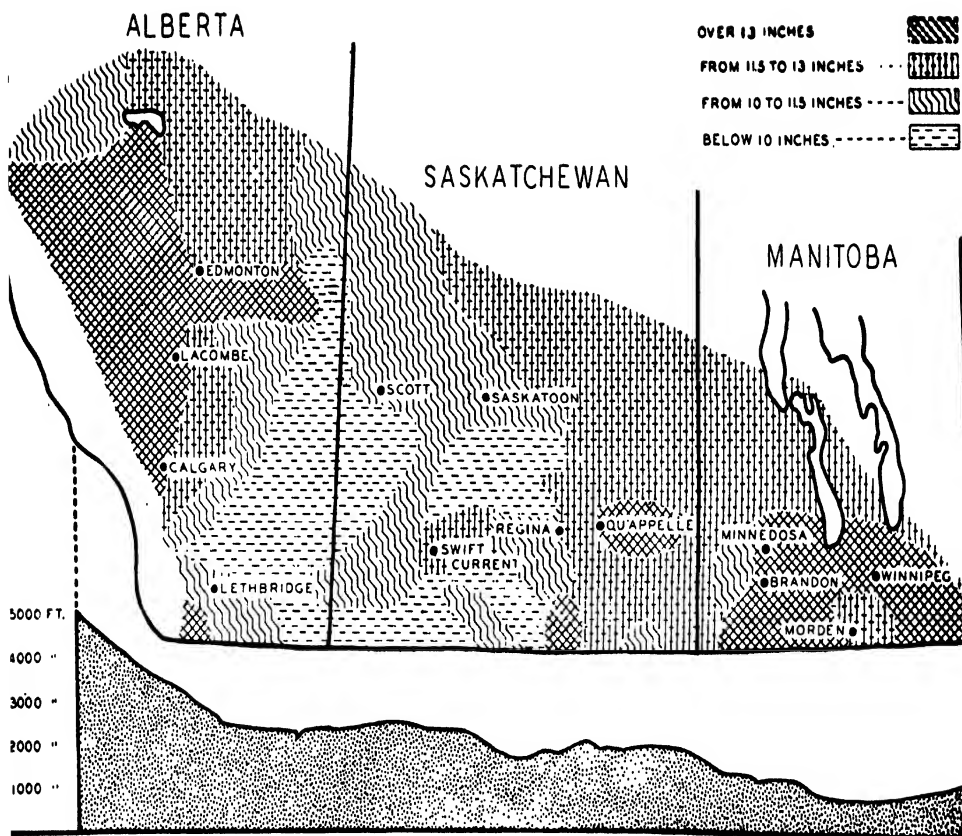 ALBERTA
OVER 13 INCHES
FROM 11.5 TO 13 INCHES
FROM 10 TO 11.5 INCHES
BELOW 10 INCHES
SASKATCHEWAN
MANITOBA
EDMONTON
LACOMBE
SCOTT
SASKATOON
CALGARY
REGINA
QU'APPELLE
MINNEDOSA
SWIFT
CURRENT
LETHBRIDGE
BRANDON
WINNIPEG
MORDEN
5000 FT.
4000 "
3000 "
2000 "
1000 "